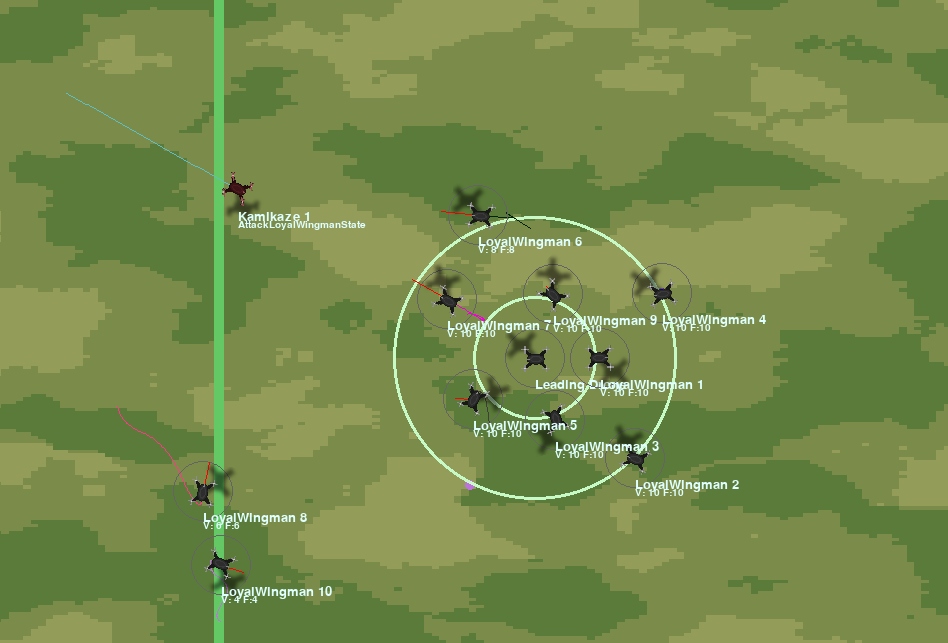 Kamikaze 1
AttackLoyalWingmanState
LoyalWingman 6
V: 8 F:8
LoyalWingman 7
V: 10 F:10
LoyalWingman 9
V: 10 F:10
LoyalWingman 4
V: 10 F:10
Leading
LoyalWingman 1
V: 10 F:10
LoyalWingman 5
V: 10 F:10
LoyalWingman 3
V: 10 F:10
LoyalWingman 2
V: 10 F:10
LoyalWingman 8
V: 6 F:6
LoyalWingman 10
V: 4 F:4